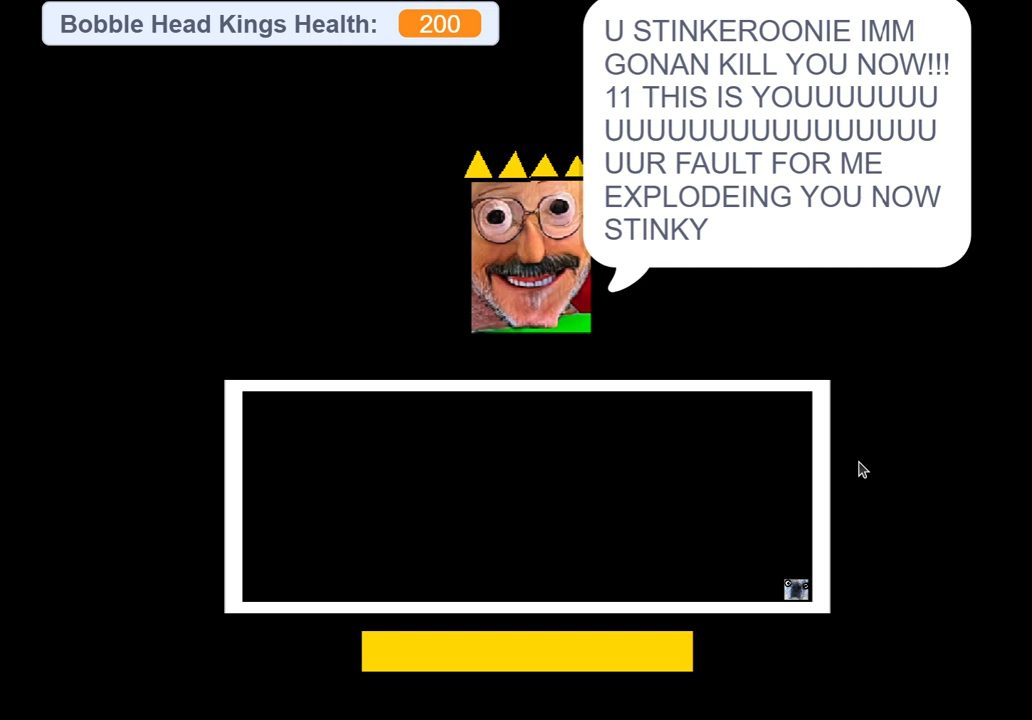 Bobble Head Kings Health: 200
U STINKEROONIE IMM
GONAN KILL YOU NOW!!!
11 THIS IS YOUUUUUUU
UUUUUUUUUUUUUUUU
UUR FAULT FOR ME
EXPLODEING YOU NOW
STINKY